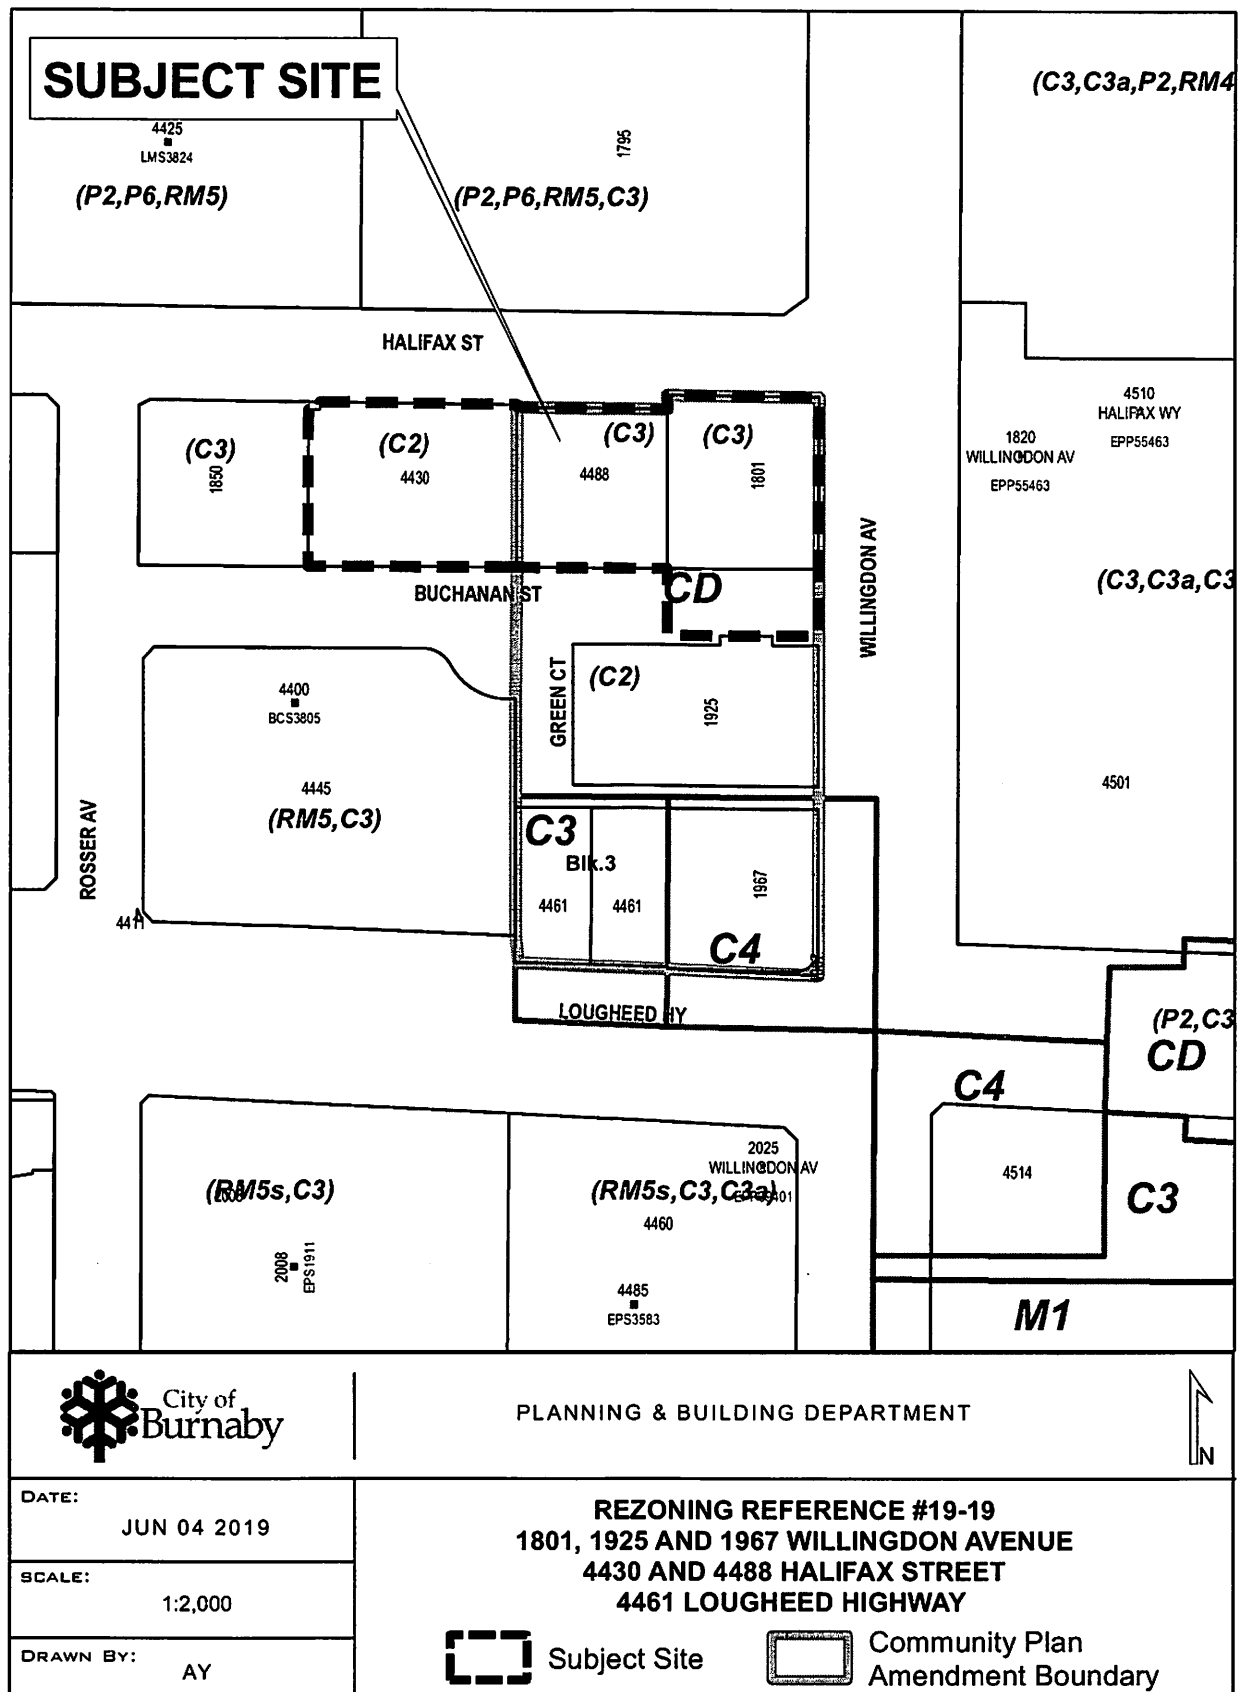 SUBJECT SITE
4425
LMS3824
(P2,P6,RM5)
1795
(P2,P6,RM5,C3)
(C3,C3a,P2,RM4
HALIFAX ST
(C3)
1850
(C2)
4430
(C3)
4488
(C3)
1801
4510
HALIFAX WY
EPP55463
1820
WILLINGDON AV
EPP55463
WILLINGDON AV
(C3,C3a,C3
BUCHANAN ST
CD
GREEN CT
(C2)
1925
4400
BCS3805
4445
(RM5,C3)
4501
ROSSER AV
C3
Blk.3
4461
4461
1967
C4
4411
LOUGHEED HY
(P2,C3
CD
C4
2025
WILLINGDON AV
(RM5s,C3)
(RM5s,C3,C3a)
4460
4514
C3
2008
EPS1911
4485
EPS3583
M1
City of
Burnaby
PLANNING & BUILDING DEPARTMENT
N
DATE:
JUN 04 2019
SCALE:
1:2,000
DRAWN BY:
AY
REZONING REFERENCE #19-19
1801, 1925 AND 1967 WILLINGDON AVENUE
4430 AND 4488 HALIFAX STREET
4461 LOUGHEED HIGHWAY
Subject Site
Community Plan
Amendment Boundary